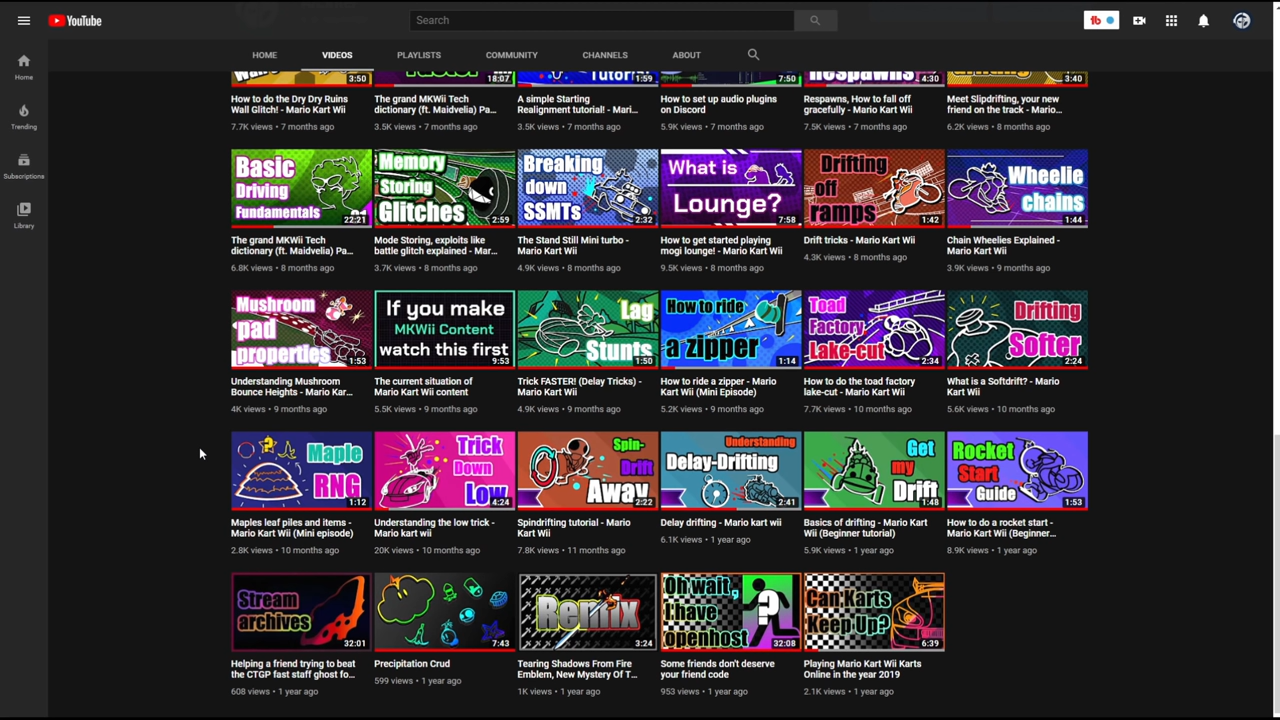 YouTube
Search
tb
HOME
VIDEOS
PLAYLISTS
COMMUNITY
CHANNELS
ABOUT
Home
Trending
Subscriptions
Library
3:50
18:07
Tutorial
1:59
7:50
Respawns
4:30
3:40
How to do the Dry Dry Ruins
Wall Glitch! - Mario Kart Wii
7.7K views • 7 months ago
The grand MKWii Tech
dictionary (ft. Maidvelia) Pa...
3.5K views • 7 months ago
A simple Starting
Realignment tutorial! - Mari...
3.5K views • 7 months ago
How to set up audio plugins
on Discord
5.9K views • 7 months ago
Respawns, How to fall off
gracefully - Mario Kart Wii
7.5K views • 7 months ago
Meet Slipdrifting, your new
friend on the track - Mario...
6.2K views • 8 months ago
Basic
Driving
Fundamentals
22:21
Memory
Storing
Glitches
2:59
Breaking
down
SSMTs
2:32
What is
Lounge?
7:58
Drifting
off
ramps
1:42
Wheelie
chains
1:44
The grand MKWii Tech
dictionary (ft. Maidvelia) Pa...
6.8K views • 8 months ago
Mode Storing, exploits like
battle glitch explained - Mar...
3.7K views • 8 months ago
The Stand Still Mini turbo -
Mario Kart Wii
4.9K views • 8 months ago
How to get started playing
mogi lounge! - Mario Kart Wii
9.5K views • 8 months ago
Drift tricks - Mario Kart Wii
4.3K views • 8 months ago
Chain Wheelies Explained -
Mario Kart Wii
3.9K views • 9 months ago
Mushroom
pad
properties
1:53
If you make
MKWii Content
watch this first
9:53
Lag
Stunts
1:50
How to ride
a zipper
1:14
Toad
Factory
Lake-cut
2:34
Drifting
Softer
2:24
Understanding Mushroom
Bounce Heights - Mario Kar...
4K views • 9 months ago
The current situation of
Mario Kart Wii content
5.5K views • 9 months ago
Trick FASTER! (Delay Tricks) -
Mario Kart Wii
4.9K views • 9 months ago
How to ride a zipper - Mario
Kart Wii (Mini Episode)
5.2K views • 9 months ago
How to do the toad factory
lake-cut - Mario Kart Wii
7.7K views • 10 months ago
What is a Softdrift? - Mario
Kart Wii
5.6K views • 10 months ago
Maple
RNG
1:12
Trick
Down
Low
4:24
Spin-
Drift
Away
2:22
Understanding
Delay-Drifting
2:41
Get
my
Drift
1:48
Rocket
Start
Guide
1:53
Maples leaf piles and items -
Mario Kart Wii (Mini episode)
2.8K views • 10 months ago
Understanding the low trick -
Mario kart wii
20K views • 10 months ago
Spindrifting tutorial - Mario
Kart Wii
7.8K views • 11 months ago
Delay drifting - Mario kart wii
6.1K views • 1 year ago
Basics of drifting - Mario Kart
Wii (Beginner tutorial)
5.9K views • 1 year ago
How to do a rocket start -
Mario Kart Wii (Beginner...
8.9K views • 1 year ago
Stream
archives
32:01
7:43
Remix
3:24
Oh wait,
I have
openhost
?
32:08
Can Karts
Keep Up?
6:39
Helping a friend trying to beat
the CTGP fast staff ghost fo...
608 views • 1 year ago
Precipitation Crud
599 views • 1 year ago
Tearing Shadows From Fire
Emblem, New Mystery Of T...
1K views • 1 year ago
Some friends don't deserve
your friend code
953 views • 1 year ago
Playing Mario Kart Wii Karts
Online in the year 2019
2.1K views • 1 year ago